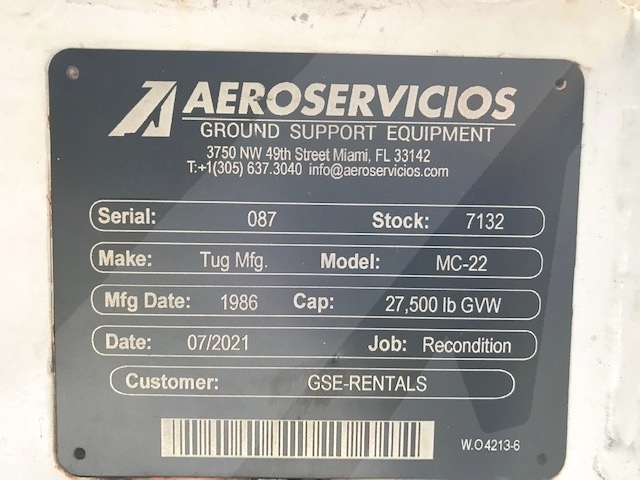 AEROSERVICIOS
GROUND SUPPORT EQUIPMENT
3750 NW 49th Street Miami, FL 33142
T:+1(305) 637.3040 info@aeroservicios.com
Serial: 087 Stock: 7132
Make: Tug Mfg. Model: MC-22
Mfg Date: 1986 Cap: 27,500 lb GVW
Date: 07/2021 Job: Recondition
Customer: GSE-RENTALS
W.O 4213-6